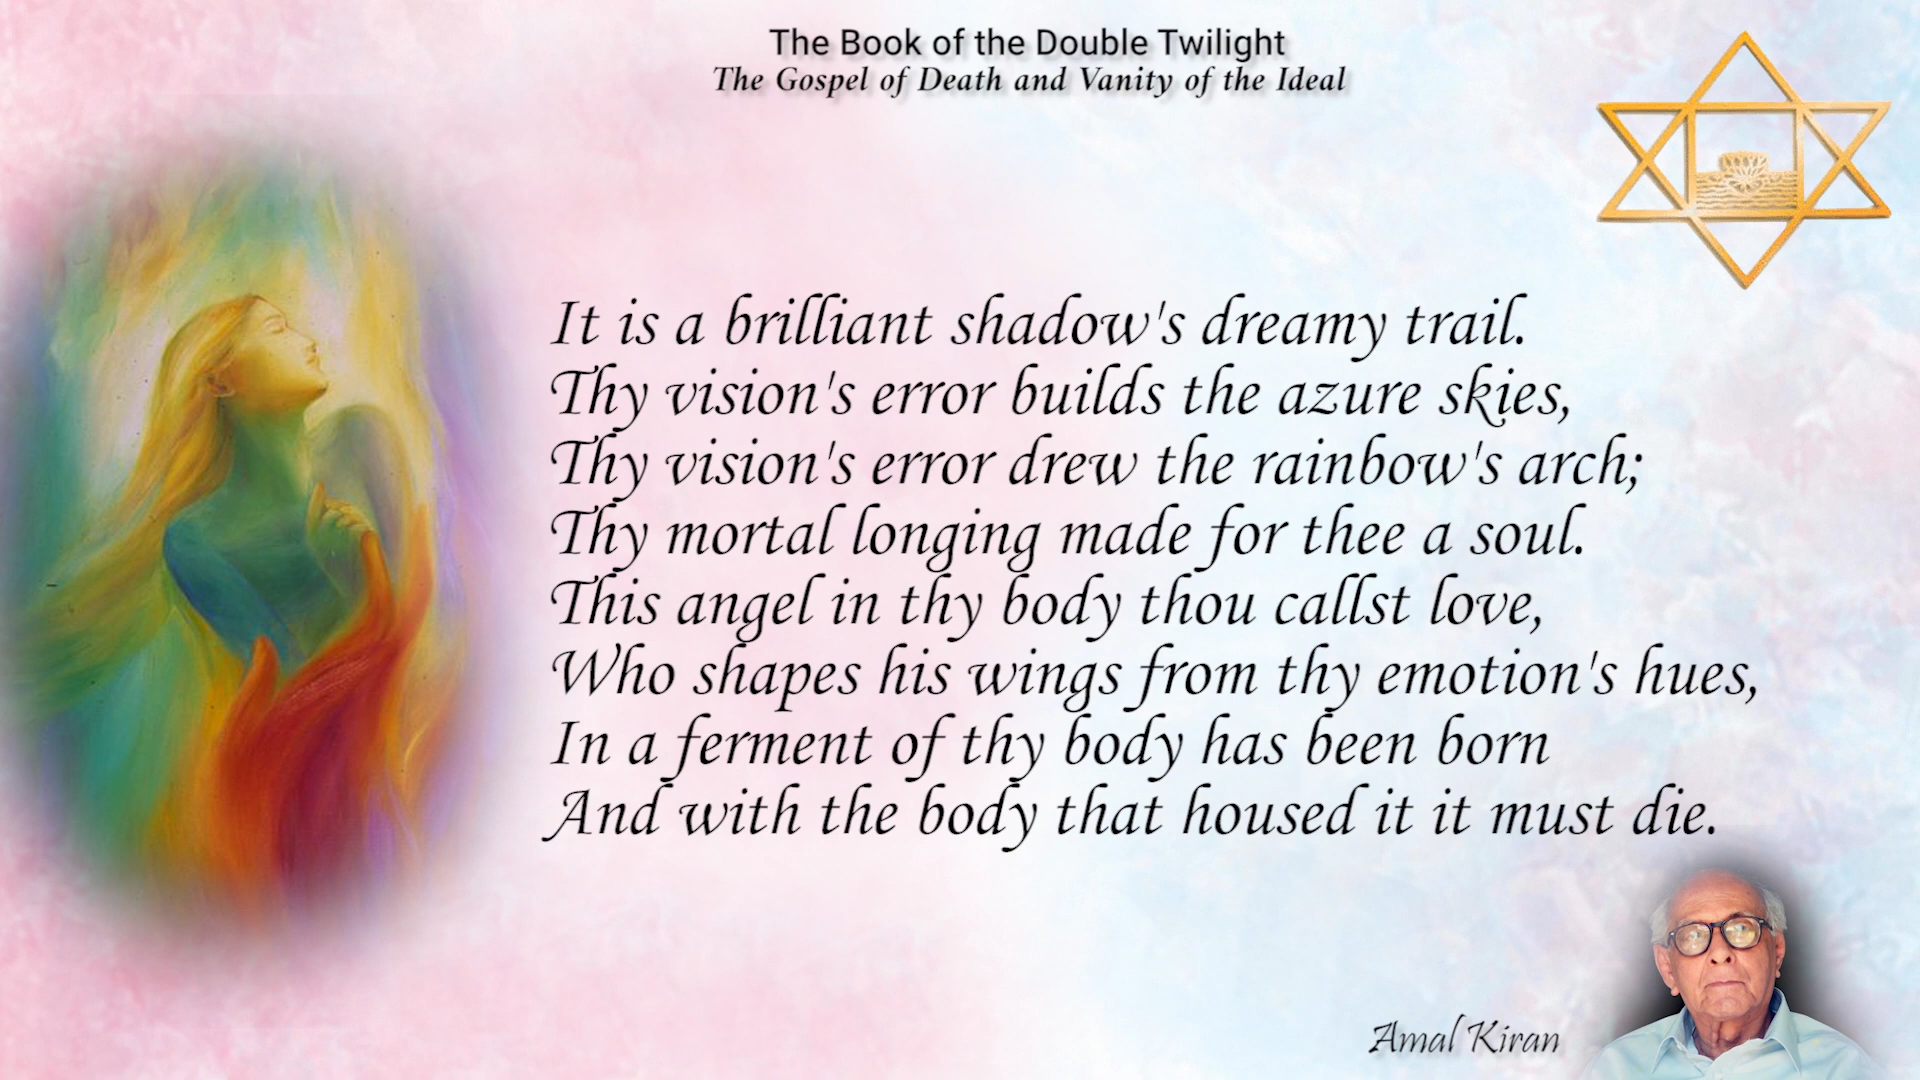 The Book of the Double Twilight
The Gospel of Death and Vanity of the Ideal
It is a brilliant shadow's dreamy trail.
Thy vision's error builds the azure skies,
Thy vision's error drew the rainbow's arch;
Thy mortal longing made for thee a soul.
This angel in thy body thou callst love,
Who shapes his wings from thy emotion's hues,
In a ferment of thy body has been born
And with the body that housed it it must die.
Amal Kiran